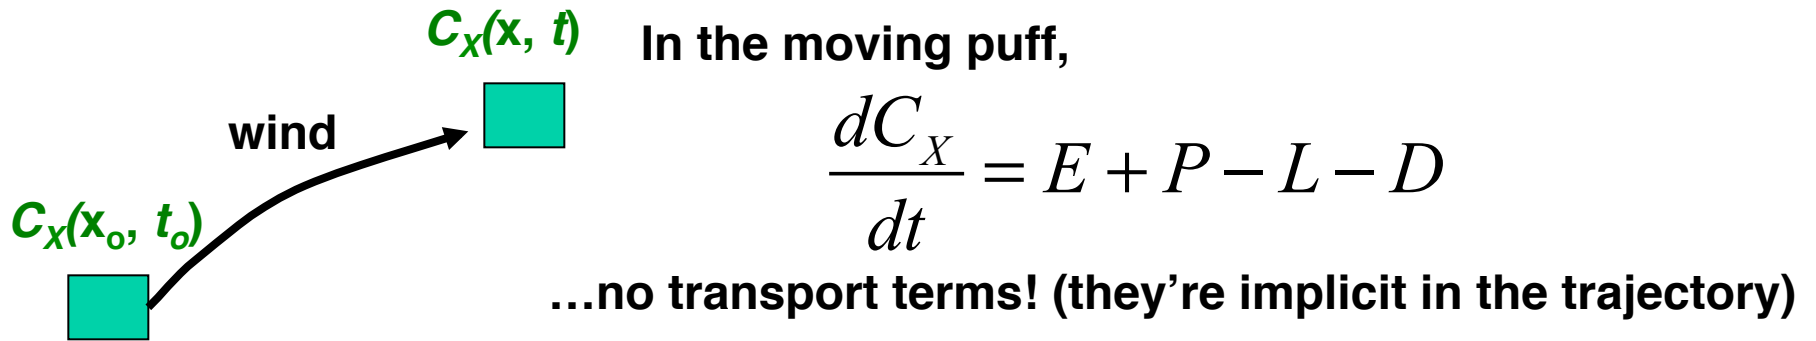 C_X(x, t)
In the moving puff,
wind
dC_X/dt = E + P − L − D
C_X(x_o, t_o)
…no transport terms! (they’re implicit in the trajectory)